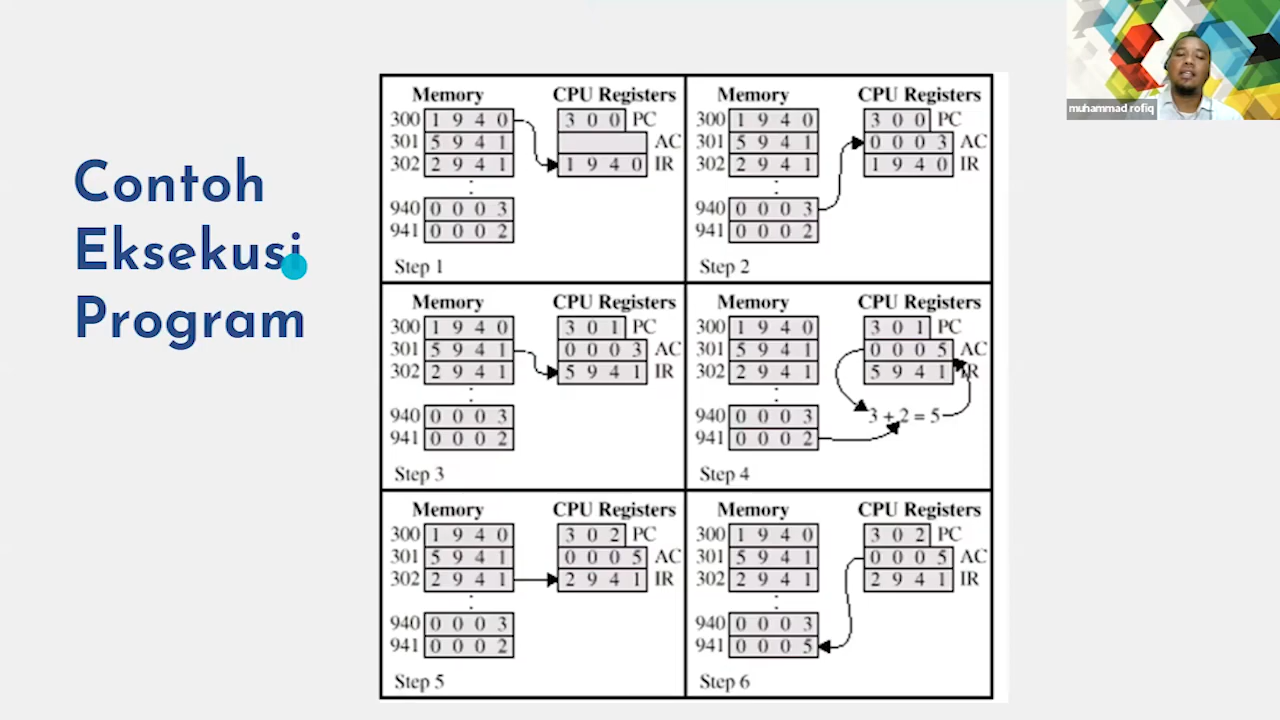 Contoh
Eksekusi
Program
Memory CPU Registers
300 1 9 4 0 3 0 0 PC
301 5 9 4 1 AC
302 2 9 4 1 1 9 4 0 IR
:
940 0 0 0 3
941 0 0 0 2
Step 1
Memory CPU Registers
300 1 9 4 0 3 0 0 PC
301 5 9 4 1 0 0 0 3 AC
302 2 9 4 1 1 9 4 0 IR
:
940 0 0 0 3
941 0 0 0 2
Step 2
Memory CPU Registers
300 1 9 4 0 3 0 1 PC
301 5 9 4 1 0 0 0 3 AC
302 2 9 4 1 5 9 4 1 IR
:
940 0 0 0 3
941 0 0 0 2
Step 3
Memory CPU Registers
300 1 9 4 0 3 0 1 PC
301 5 9 4 1 0 0 0 5 AC
302 2 9 4 1 5 9 4 1 IR
:
940 0 0 0 3 3 + 2 = 5
941 0 0 0 2
Step 4
Memory CPU Registers
300 1 9 4 0 3 0 2 PC
301 5 9 4 1 0 0 0 5 AC
302 2 9 4 1 2 9 4 1 IR
:
940 0 0 0 3
941 0 0 0 2
Step 5
Memory CPU Registers
300 1 9 4 0 3 0 2 PC
301 5 9 4 1 0 0 0 5 AC
302 2 9 4 1 2 9 4 1 IR
:
940 0 0 0 3
941 0 0 0 5
Step 6
muhammad rofiq